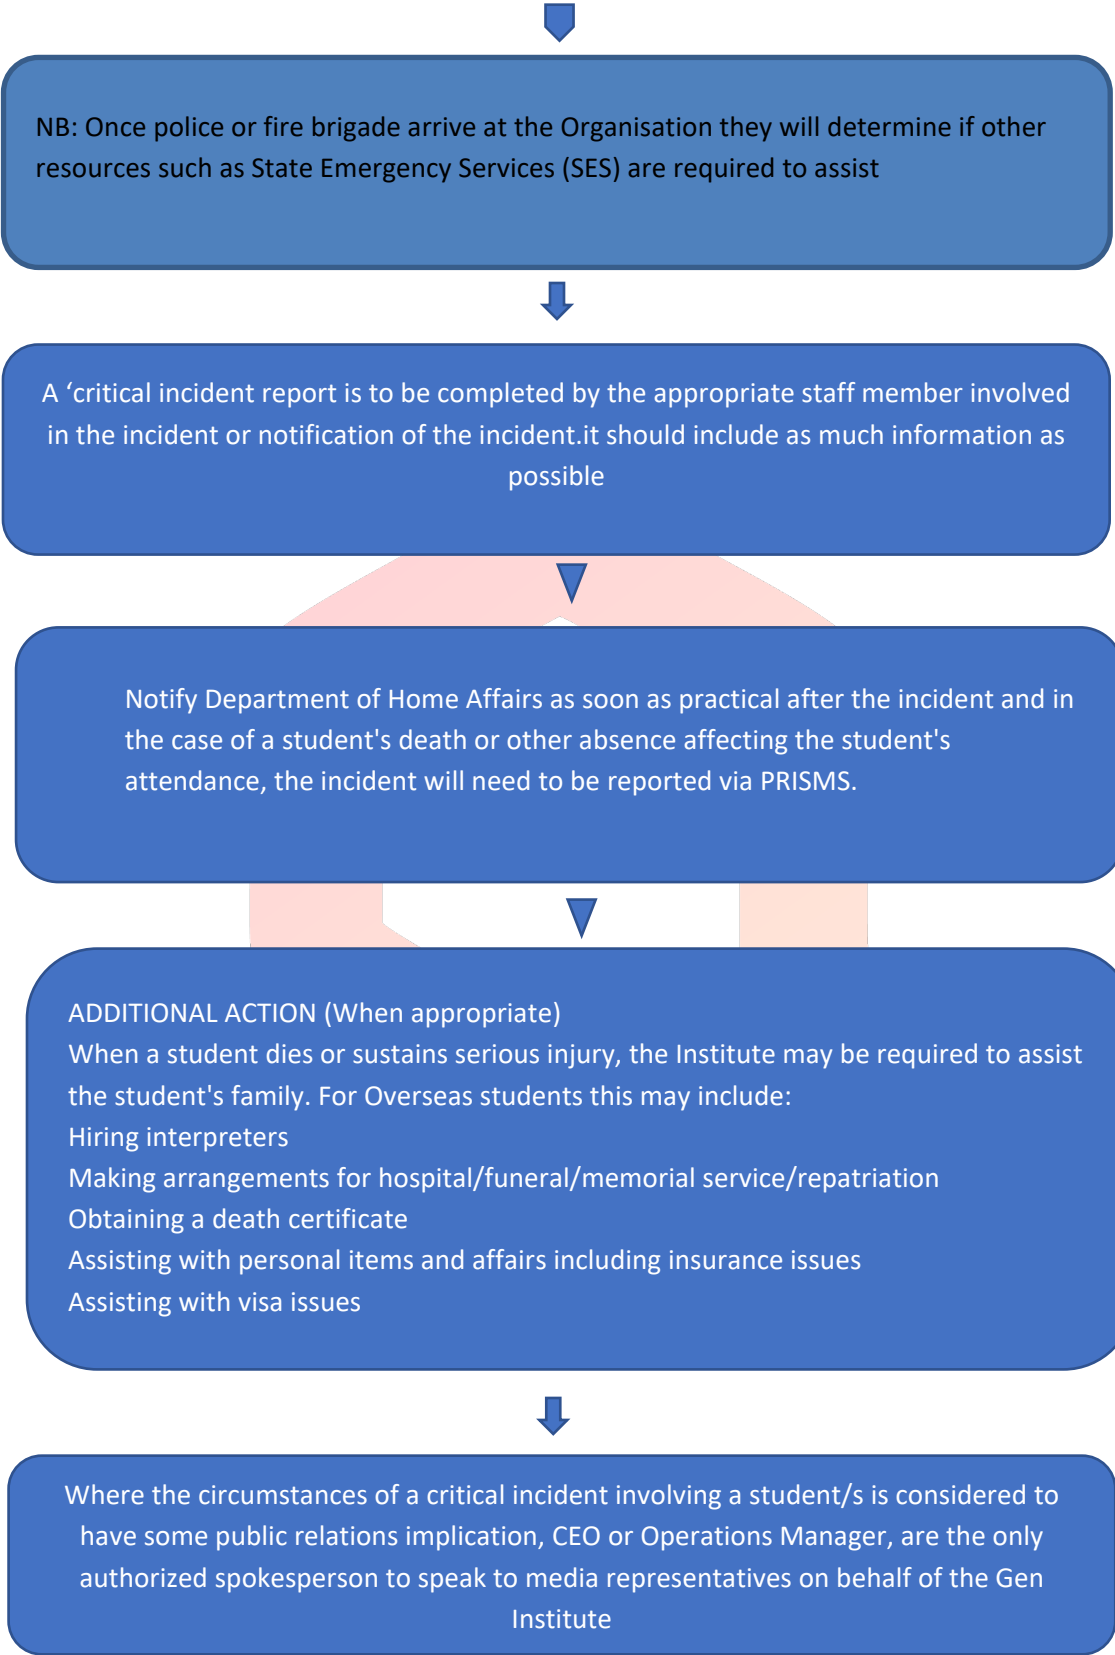 NB: Once police or fire brigade arrive at the Organisation they will determine if other
resources such as State Emergency Services (SES) are required to assist
A ‘critical incident report is to be completed by the appropriate staff member involved
in the incident or notification of the incident.it should include as much information as
possible
Notify Department of Home Affairs as soon as practical after the incident and in
the case of a student's death or other absence affecting the student's
attendance, the incident will need to be reported via PRISMS.
ADDITIONAL ACTION (When appropriate)
When a student dies or sustains serious injury, the Institute may be required to assist
the student's family. For Overseas students this may include:
Hiring interpreters
Making arrangements for hospital/funeral/memorial service/repatriation
Obtaining a death certificate
Assisting with personal items and affairs including insurance issues
Assisting with visa issues
Where the circumstances of a critical incident involving a student/s is considered to
have some public relations implication, CEO or Operations Manager, are the only
authorized spokesperson to speak to media representatives on behalf of the Gen
Institute